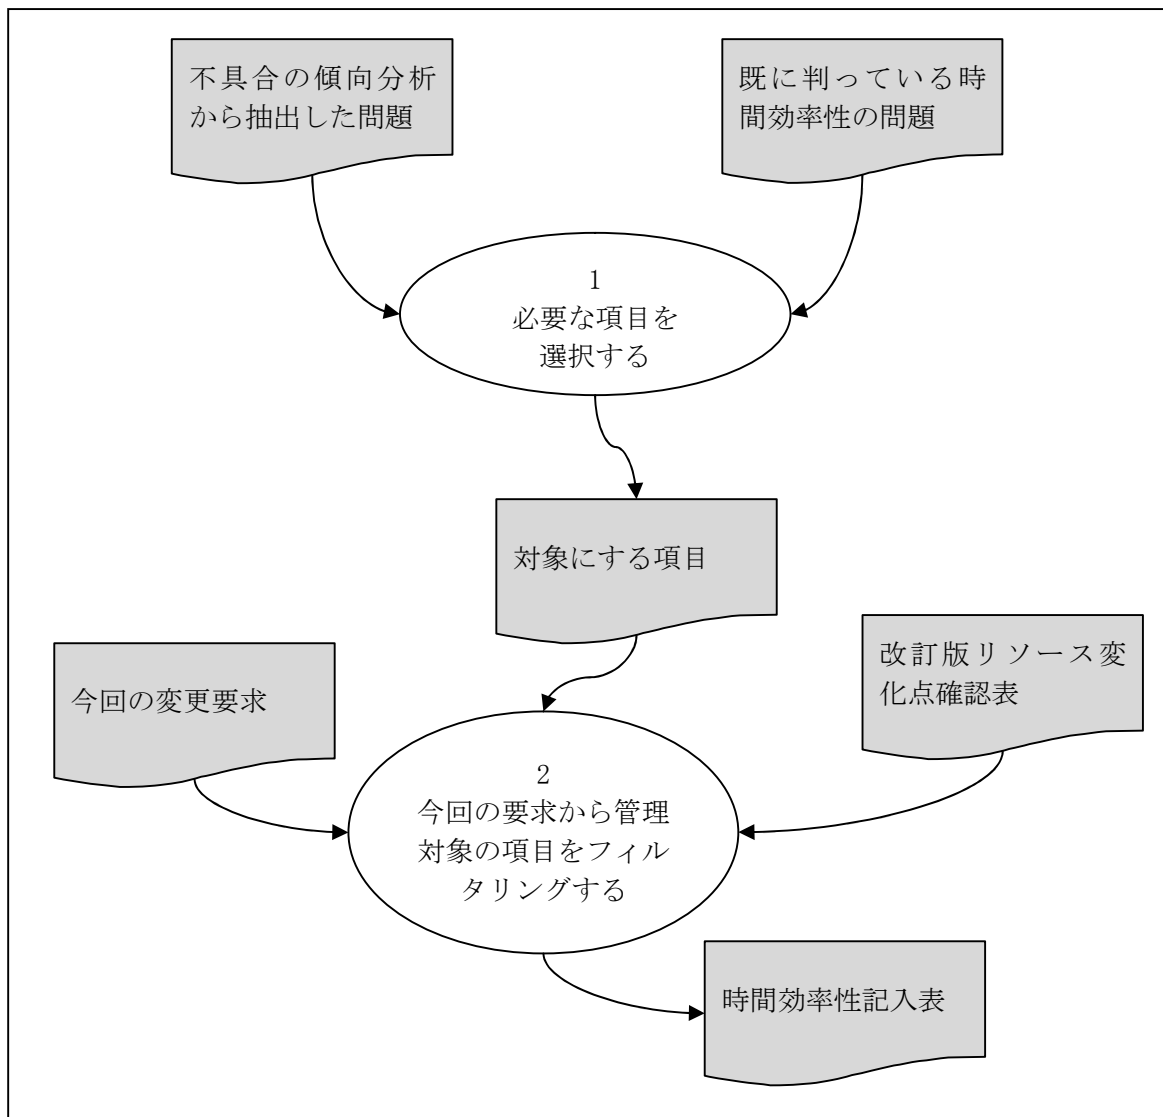 不具合の傾向分析
から抽出した問題
既に判っている時
間効率性の問題
1
必要な項目を
選択する
対象にする項目
今回の変更要求
改訂版リソース変
化点確認表
2
今回の要求から管理
対象の項目をフィル
タリングする
時間効率性記入表